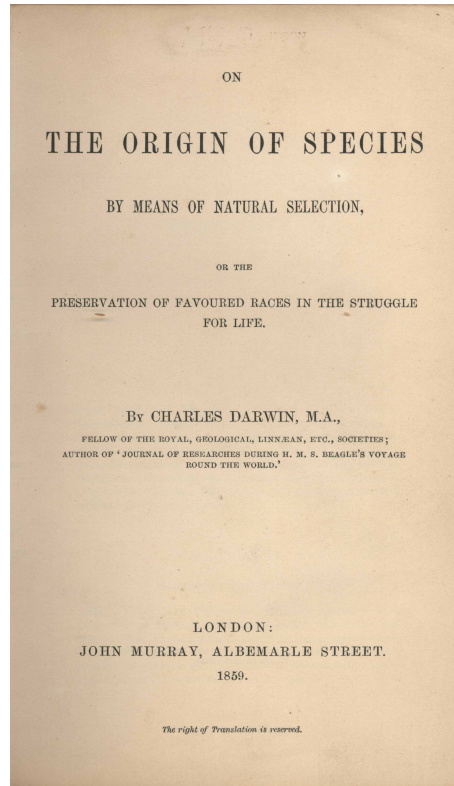 ON
THE ORIGIN OF SPECIES
BY MEANS OF NATURAL SELECTION,
OR THE
PRESERVATION OF FAVOURED RACES IN THE STRUGGLE
FOR LIFE.
By CHARLES DARWIN, M.A.,
FELLOW OF THE ROYAL, GEOLOGICAL, LINNÆAN, ETC., SOCIETIES;
AUTHOR OF ‘JOURNAL OF RESEARCHES DURING H. M. S. BEAGLE’S VOYAGE
ROUND THE WORLD.’
LONDON:
JOHN MURRAY, ALBEMARLE STREET.
1859.
The right of Translation is reserved.